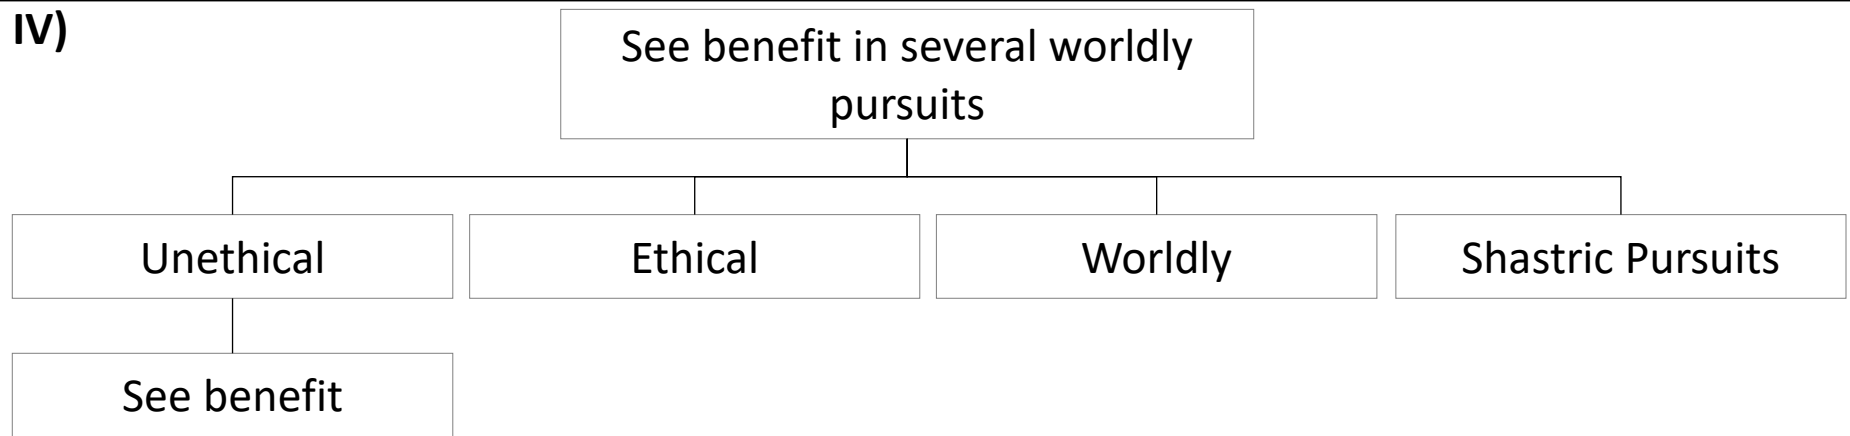 IV)
See benefit in several worldly
pursuits
Unethical
Ethical
Worldly
Shastric Pursuits
See benefit